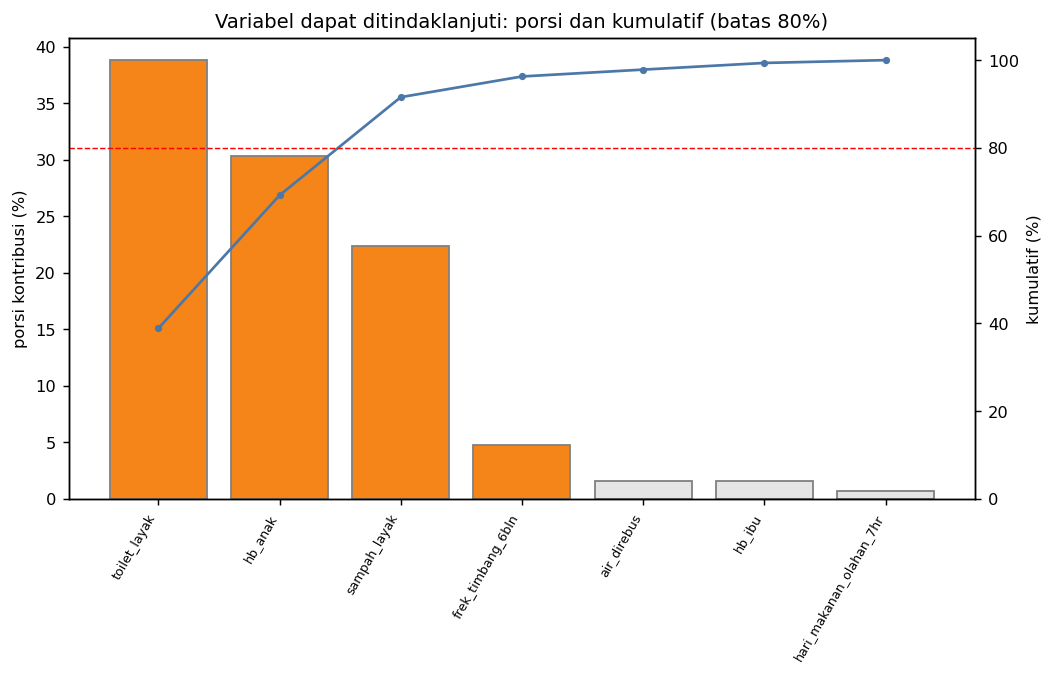 Variabel dapat ditindaklanjuti: porsi dan kumulatif (batas 80%)
porsi kontribusi (%)
40
35
30
25
20
15
10
5
0
100
80
60
40
20
0
kumulatif (%)
toilet_layak
hb_anak
sampah_layak
frek_timbang_6bln
air_direbus
hb_ibu
hari_makanan_olahan_7hr